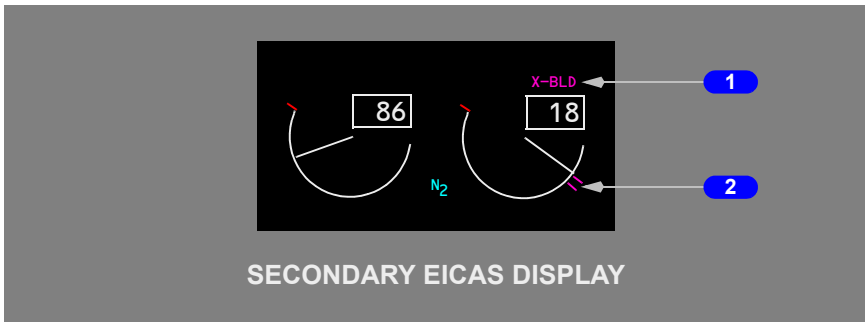 X-BLD
1
86
18
N2
2
SECONDARY EICAS DISPLAY